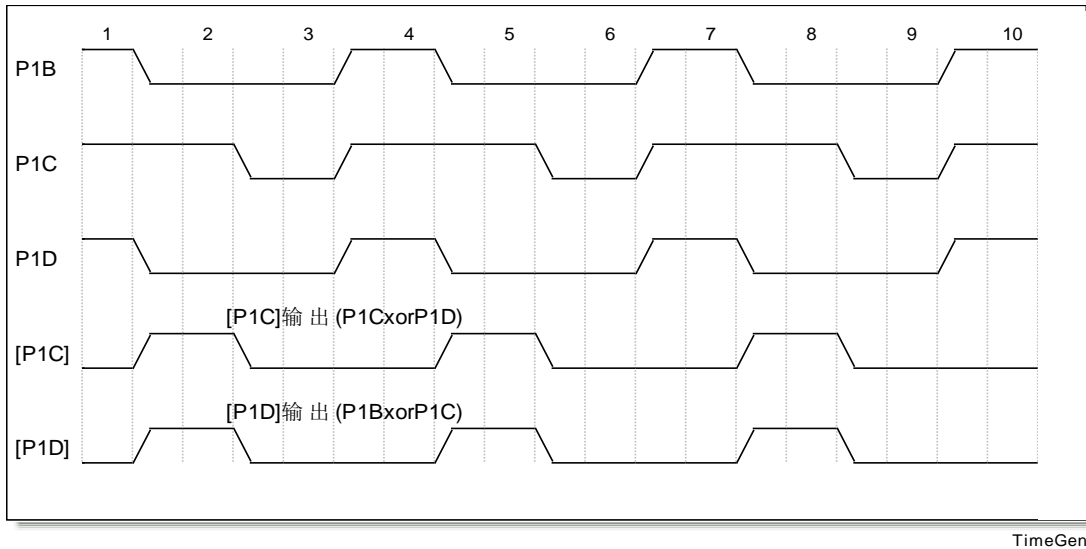 1 2 3 4 5 6 7 8 9 10
P1B
P1C
P1D
[P1C]输 出 (P1CxorP1D)
[P1C]
[P1D]输 出 (P1BxorP1C)
[P1D]
TimeGen